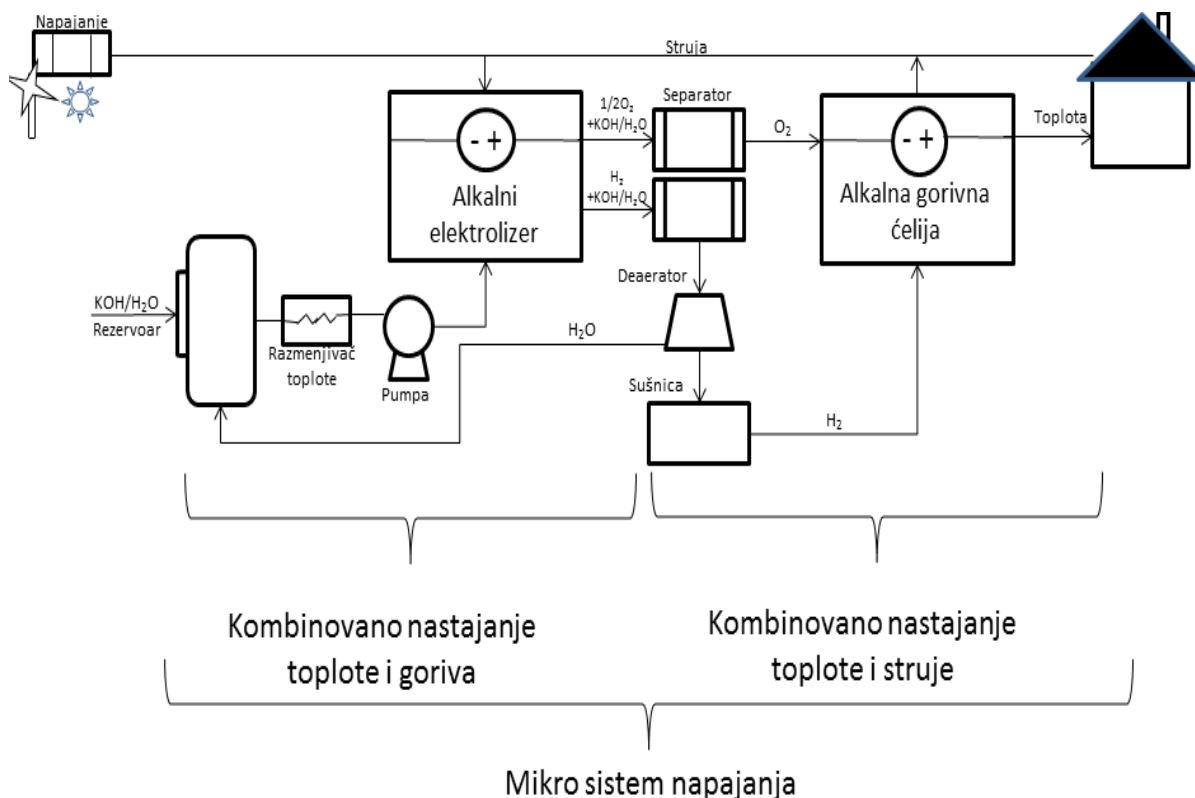 Napajanje
Struja
1/2O₂
+KOH/H₂O
Separator
O₂
Toplota
H₂
+KOH/H₂O
- +
Alkalni
elektrolizer
- +
Alkalna gorivna
ćelija
KOH/H₂O
Rezervoar
Razmenjivač
toplote
Pumpa
H₂O
Deaerator
Sušnica
H₂
Kombinovano nastajanje
toplote i goriva
Kombinovano nastajanje
toplote i struje
Mikro sistem napajanja